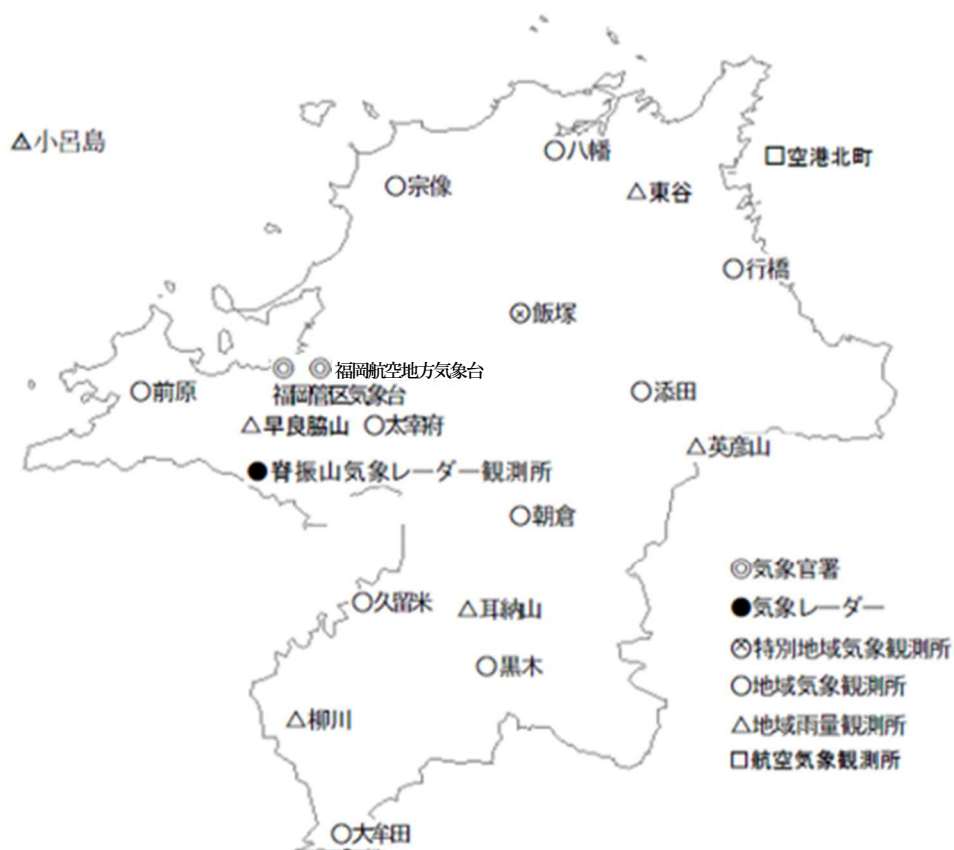 △小呂島
○八幡
□空港北町
○宗像
△東谷
○行橋
⊗飯塚
◎
◎福岡航空地方気象台
福岡管区気象台
○前原
○添田
△早良脇山
○太宰府
△英彦山
●脊振山気象レーダー観測所
○朝倉
○久留米
△耳納山
○黒木
△柳川
○大牟田
◎気象官署
●気象レーダー
⊗特別地域気象観測所
○地域気象観測所
△地域雨量観測所
□航空気象観測所